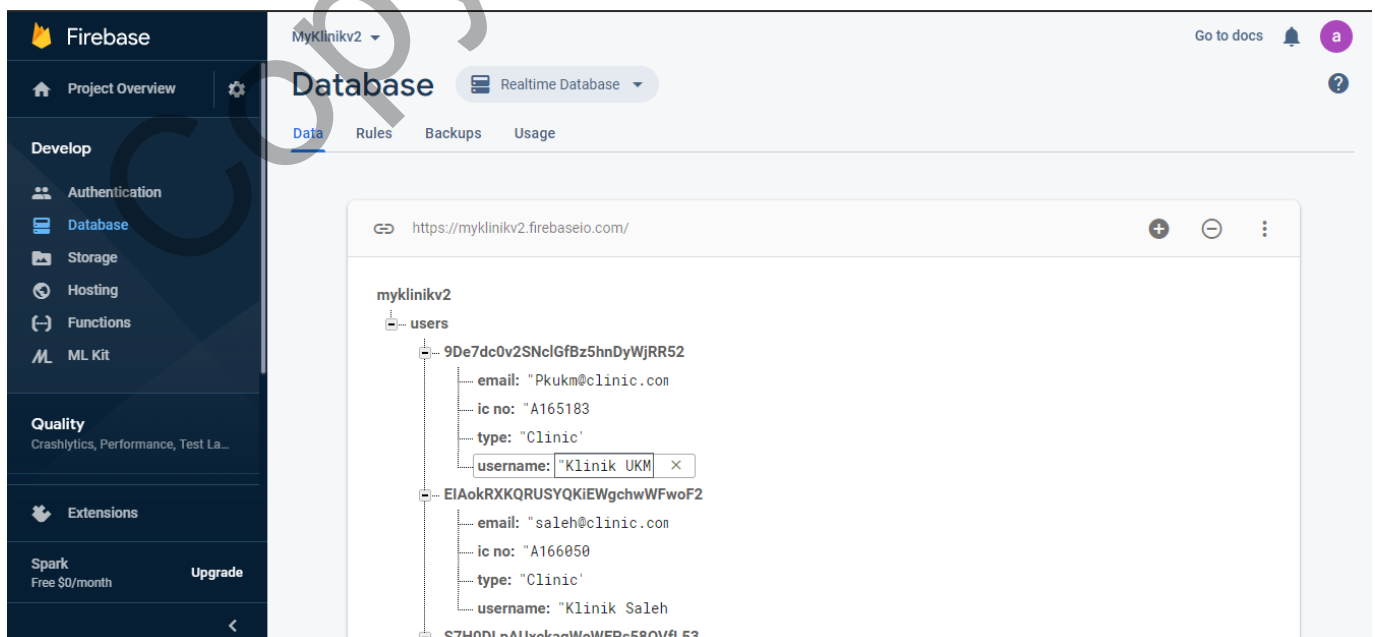 Firebase
MyKlinikv2
Go to docs
a
Project Overview
Database
Realtime Database
?
Data Rules Backups Usage
Develop
Authentication
Database
Storage
Hosting
Functions
ML Kit
Quality
Crashlytics, Performance, Test La...
Extensions
Spark
Free $0/month
Upgrade
https://myklinikv2.firebaseio.com/
myklinikv2
users
9De7dc0v2SNclGfBz5hnDyWjRR52
email: "Pkukm@clinic.com
ic no: "A165183
type: "Clinic'
username: "Klinik UKM
EIAokRXKQRUSYQKiEWgchwWFwoF2
email: "saleh@clinic.com
ic no: "A166050
type: "Clinic'
username: "Klinik Saleh
Copy